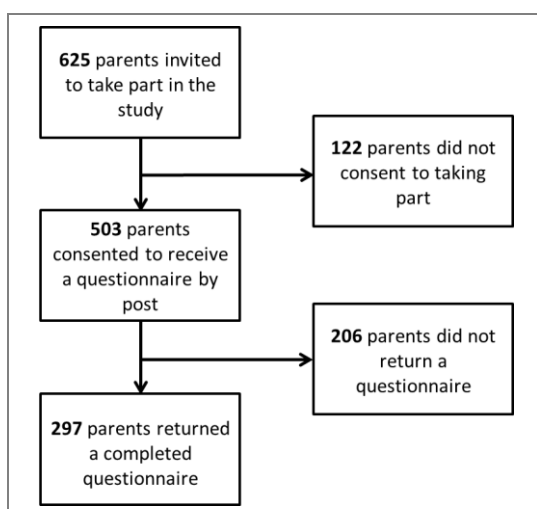 625 parents invited
to take part in the
study
122 parents did not
consent to taking
part
503 parents
consented to receive
a questionnaire by
post
206 parents did not
return a
questionnaire
297 parents returned
a completed
questionnaire